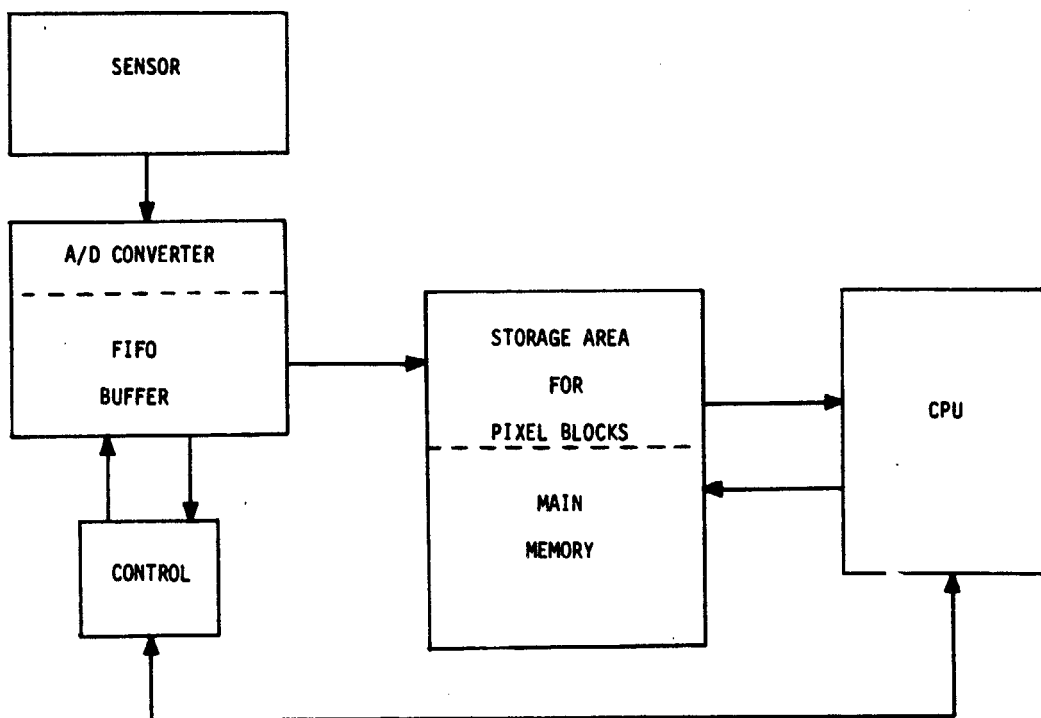 SENSOR
A/D CONVERTER
FIFO
BUFFER
CONTROL
STORAGE AREA
FOR
PIXEL BLOCKS
MAIN
MEMORY
CPU